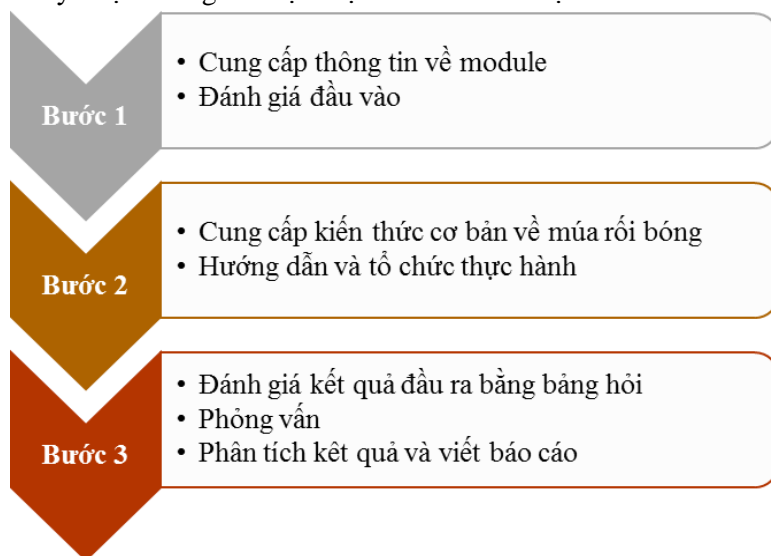 Bước 1
• Cung cấp thông tin về module
• Đánh giá đầu vào
Bước 2
• Cung cấp kiến thức cơ bản về múa rối bóng
• Hướng dẫn và tổ chức thực hành
Bước 3
• Đánh giá kết quả đầu ra bằng bảng hỏi
• Phỏng vấn
• Phân tích kêt quả và viết báo cáo